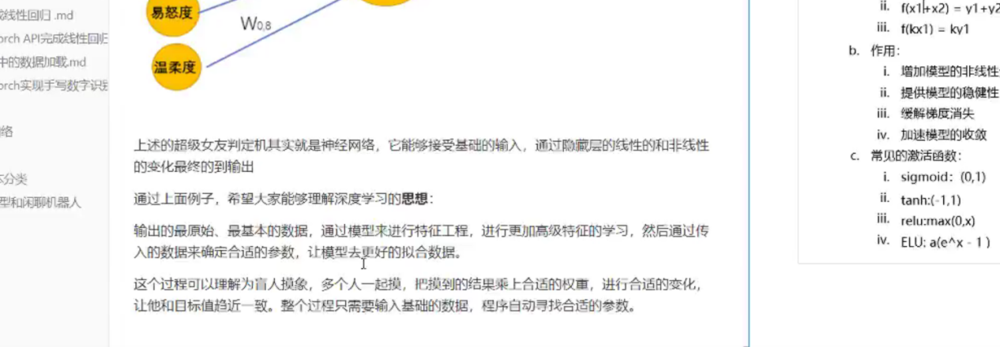 线性回归 .md
orch API完成线性回归
中的数据加载.md
orch实现手写数字识别
络
分类
型和闲聊机器人
易怒度
W0,8
温柔度
上述的超级女友判定机其实就是神经网络，它能够接受基础的输入，通过隐藏层的线性的和非线性
的变化最终的到输出
通过上面例子，希望大家能够理解深度学习的思想：
输出的最原始、最基本的数据，通过模型来进行特征工程，进行更加高级特征的学习，然后通过传
入的数据来确定合适的参数，让模型去更好的拟合数据。
这个过程可以理解为盲人摸象，多个人一起摸，把摸到的结果乘上合适的权重，进行合适的变化，
让他和目标值趋近一致。整个过程只需要输入基础的数据，程序自动寻找合适的参数。
ii. f(x1+x2) = y1+y2
iii. f(kx1) = ky1
b. 作用：
i. 增加模型的非线性
ii. 提供模型的稳健性
iii. 缓解梯度消失
iv. 加速模型的收敛
c. 常见的激活函数：
i. sigmoid：(0,1)
ii. tanh:(-1,1)
iii. relu:max(0,x)
iv. ELU: a(e^x - 1 )